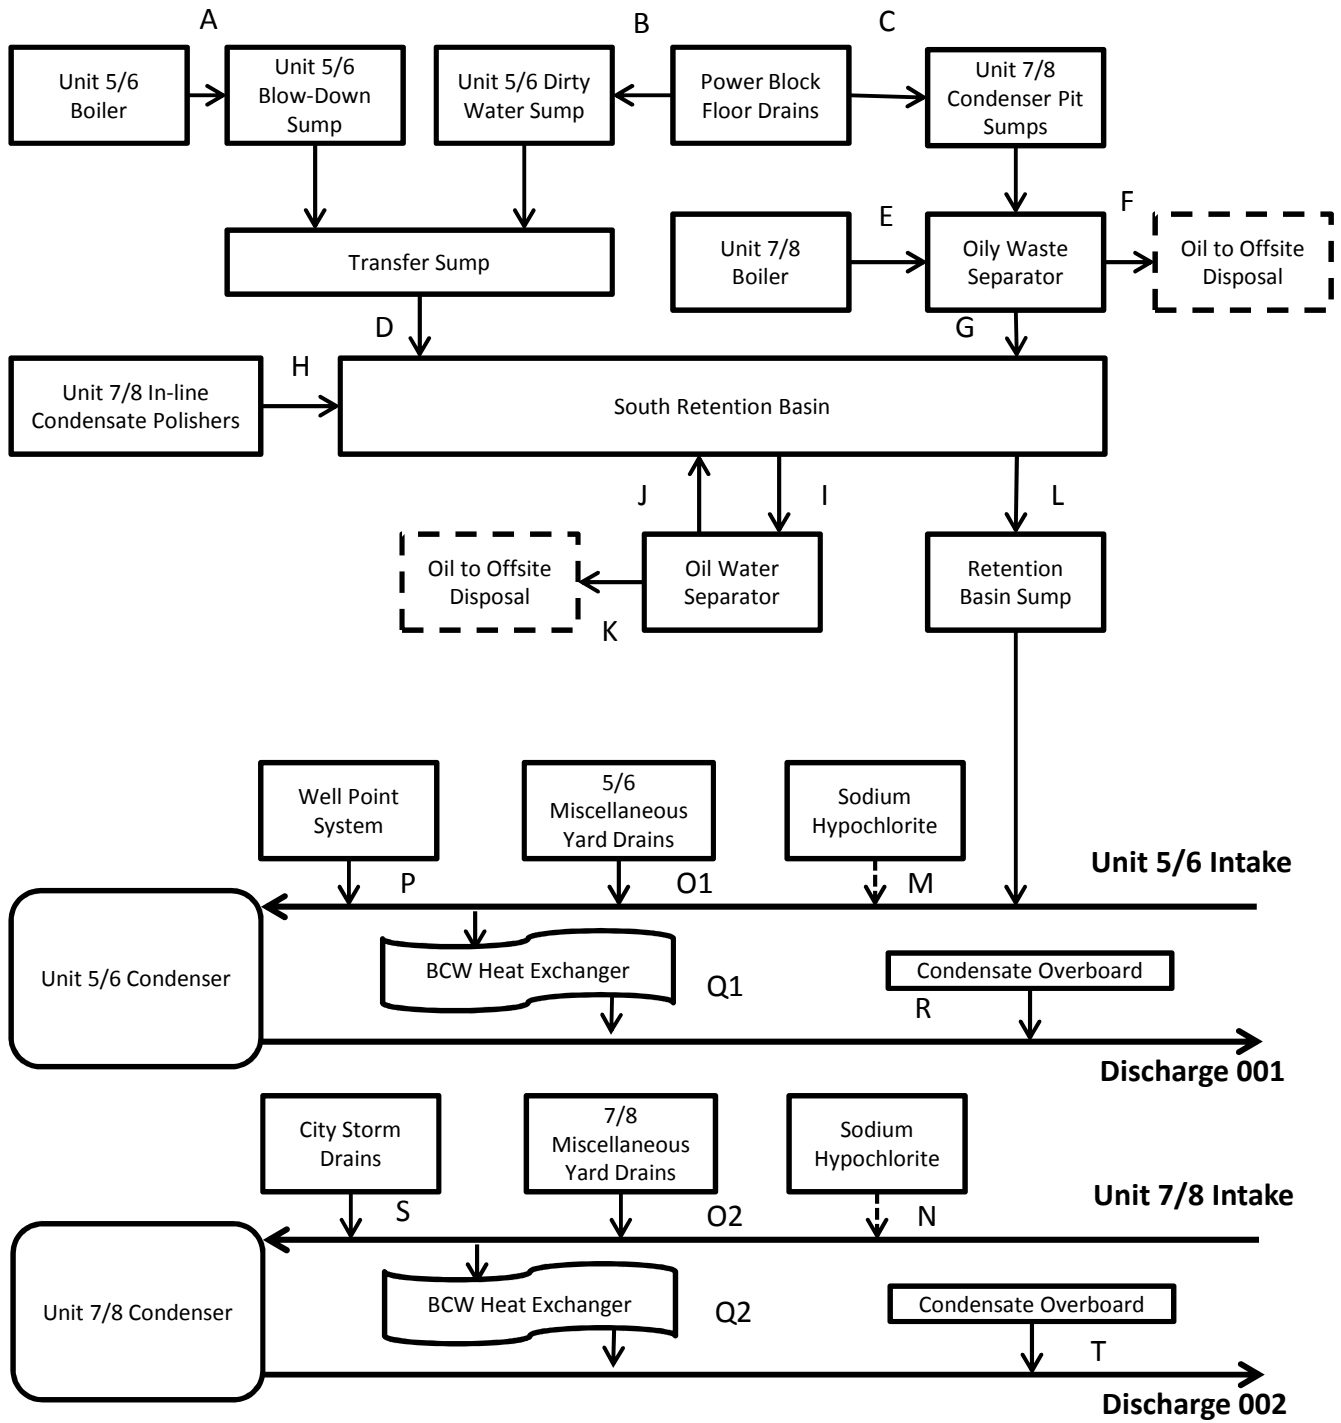 A
B
C
Unit 5/6
Boiler
Unit 5/6
Blow-Down
Sump
Unit 5/6 Dirty
Water Sump
Power Block
Floor Drains
Unit 7/8
Condenser Pit
Sumps
E
F
Transfer Sump
Unit 7/8
Boiler
Oily Waste
Separator
Oil to Offsite
Disposal
D
G
H
Unit 7/8 In-line
Condensate Polishers
South Retention Basin
J
I
L
Oil to Offsite
Disposal
K
Oil Water
Separator
Retention
Basin Sump
Well Point
System
5/6
Miscellaneous
Yard Drains
Sodium
Hypochlorite
Unit 5/6 Intake
P
O1
M
Unit 5/6 Condenser
BCW Heat Exchanger
Q1
Condensate Overboard
R
Discharge 001
City Storm
Drains
7/8
Miscellaneous
Yard Drains
Sodium
Hypochlorite
Unit 7/8 Intake
S
O2
N
Unit 7/8 Condenser
BCW Heat Exchanger
Q2
Condensate Overboard
T
Discharge 002